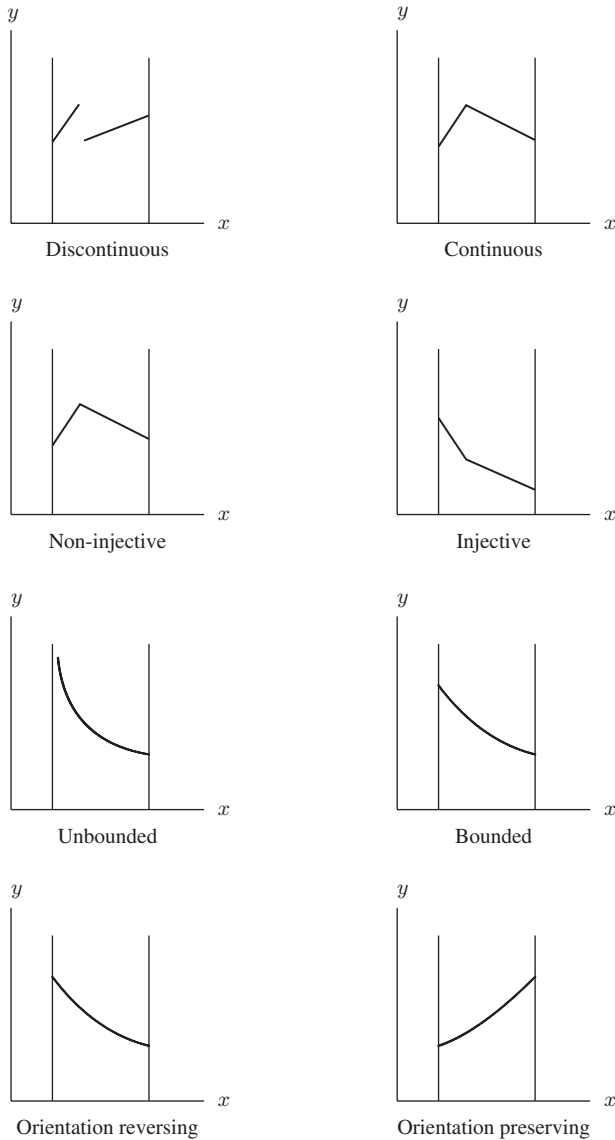 y y
x x
Discontinuous Continuous
y y
x x
Non-injective Injective
y y
x x
Unbounded Bounded
y y
x x
Orientation reversing Orientation preserving